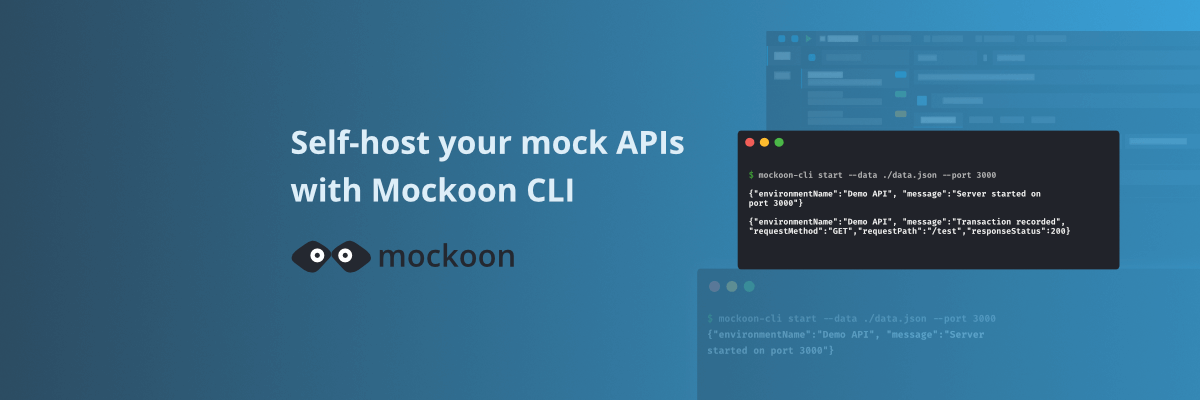 Self-host your mock APIs
with Mockoon CLI
mockoon
$ mockoon-cli start --data ./data.json --port 3000
{"environmentName":"Demo API", "message":"Server started on
port 3000"}
{"environmentName":"Demo API", "message":"Transaction recorded",
"requestMethod":"GET","requestPath":"/test","responseStatus":200}
$ mockoon-cli start --data ./data.json --port 3000
{"environmentName":"Demo API", "message":"Server
started on port 3000"}